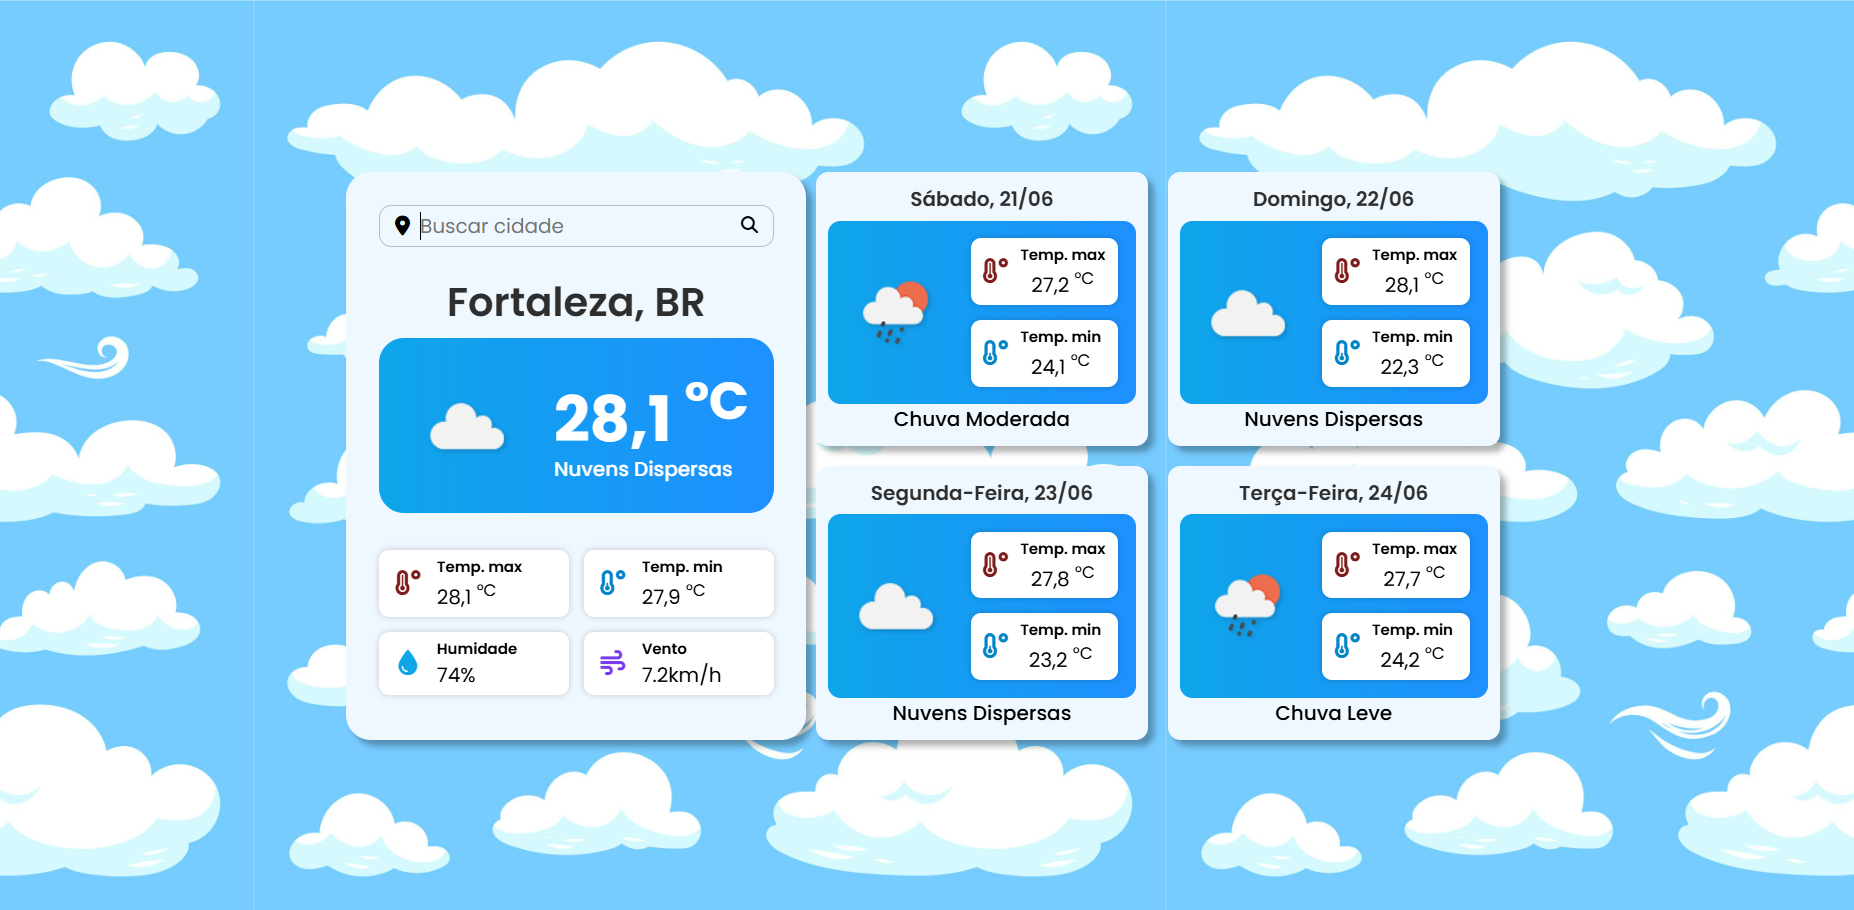 Buscar cidade
Fortaleza, BR
28,1 °C
Nuvens Dispersas
Temp. max
28,1 °C
Temp. min
27,9 °C
Humidade
74%
Vento
7.2km/h
Sábado, 21/06
Temp. max
27,2 °C
Temp. min
24,1 °C
Chuva Moderada
Domingo, 22/06
Temp. max
28,1 °C
Temp. min
22,3 °C
Nuvens Dispersas
Segunda-Feira, 23/06
Temp. max
27,8 °C
Temp. min
23,2 °C
Nuvens Dispersas
Terça-Feira, 24/06
Temp. max
27,7 °C
Temp. min
24,2 °C
Chuva Leve